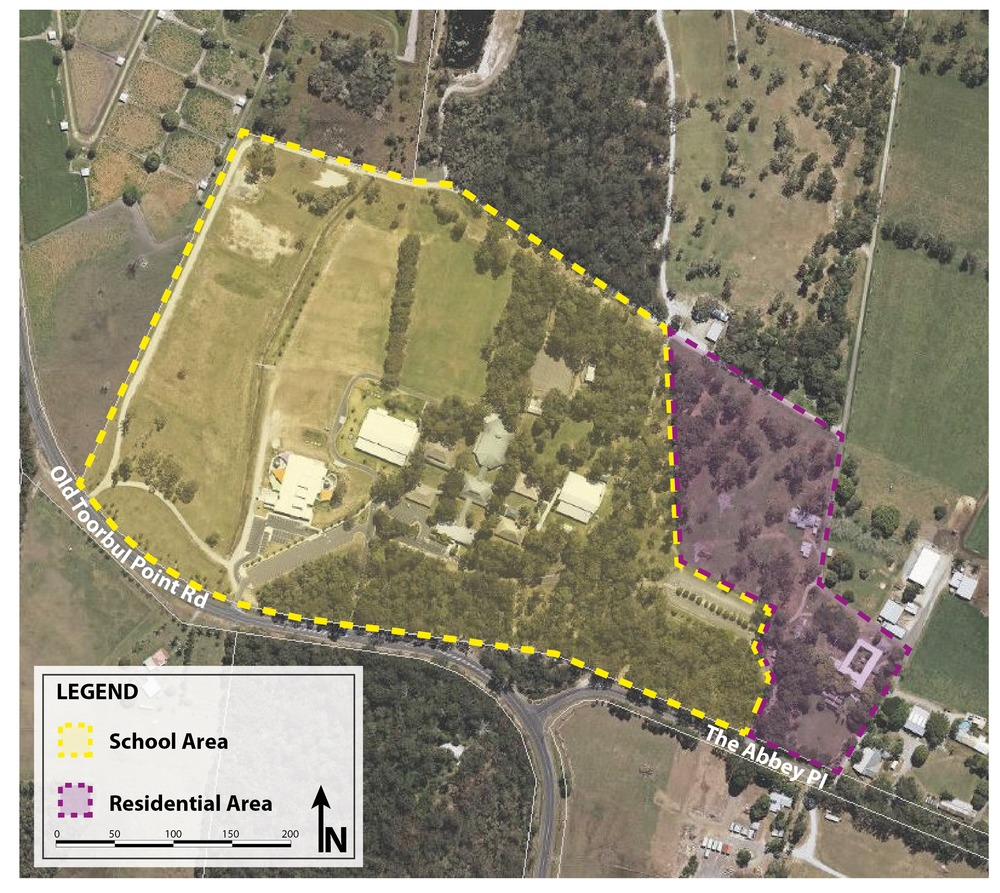 Old Toorbul Point Rd
The Abbey Pl
LEGEND
School Area
Residential Area
0 50 100 150 200
N